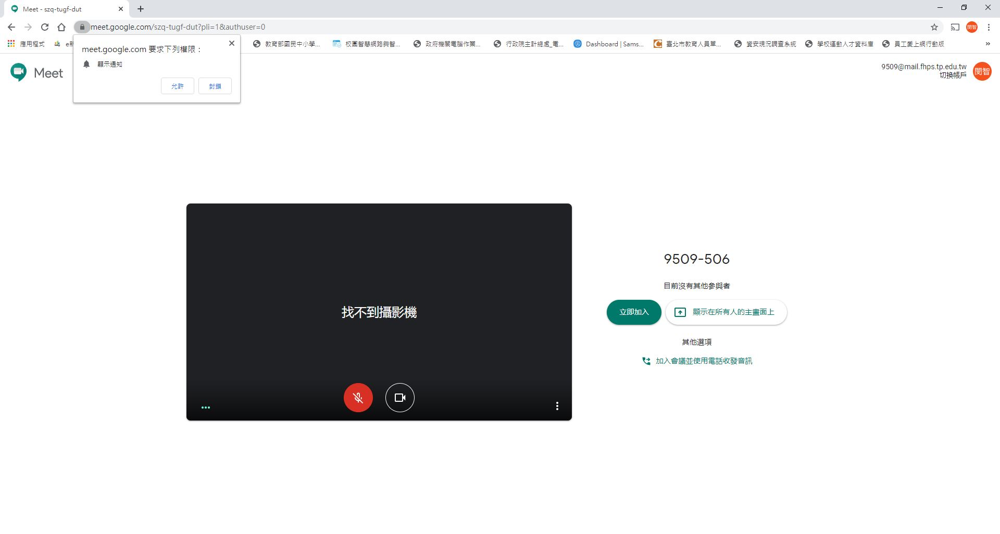 Meet - szq-tugf-dut
meet.google.com/szq-tugf-dut?pli=1&authuser=0
應用程式
教育部國民中小學...
校園智慧網路與智...
政府機關電腦作業...
行政院主計總處_電...
Dashboard | Sams...
臺北市教育人員單...
資安現況調查系統
學校運動人才資料庫
員工愛上網行動版
»
meet.google.com 要求下列權限：
顯示通知
允許
封鎖
Meet
9509@mail.fhps.tp.edu.tw
切換帳戶
閔智
找不到攝影機
9509-506
目前沒有其他參與者
立即加入
顯示在所有人的主畫面上
其他選項
加入會議並使用電話收發音訊